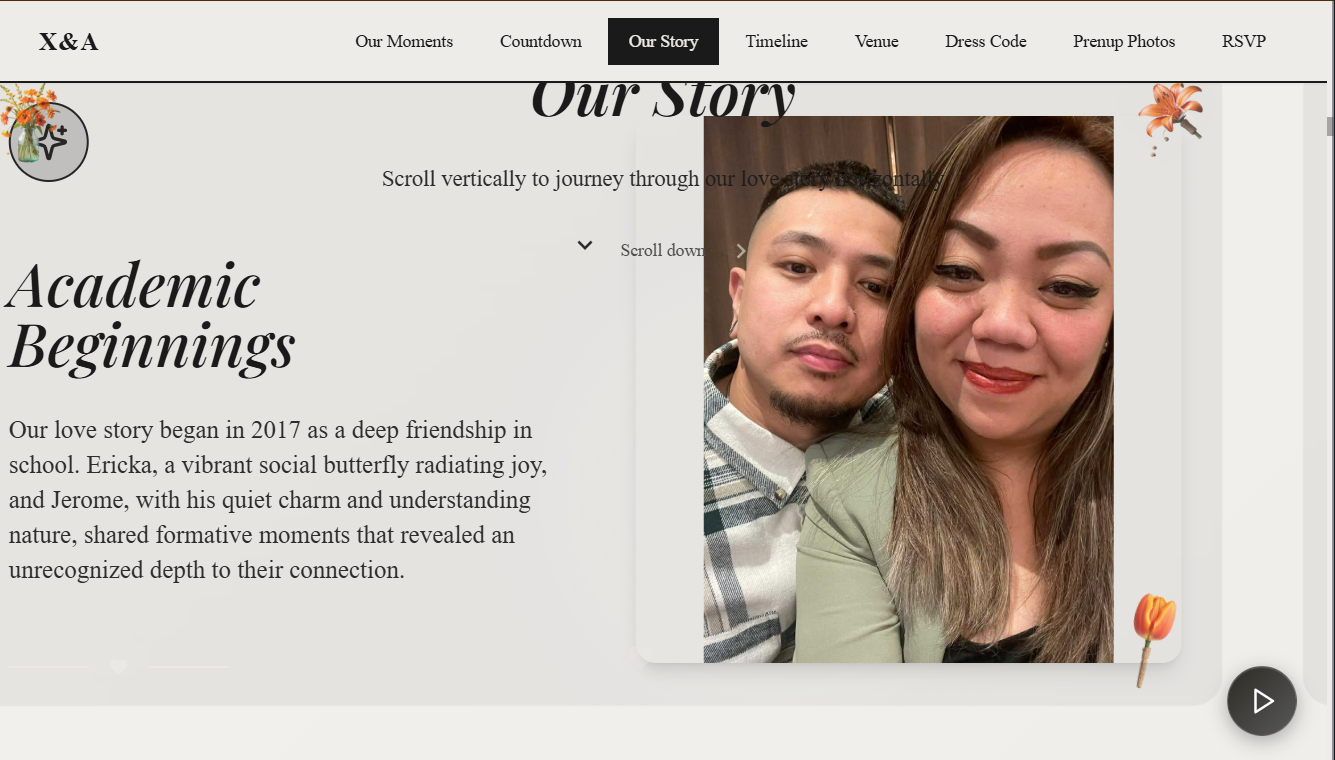 X&A
Our Moments
Countdown
Our Story
Timeline
Venue
Dress Code
Prenup Photos
RSVP
Our Story
Scroll vertically to journey through our love story horizontally
Scroll down
Academic
Beginnings
Our love story began in 2017 as a deep friendship in
school. Ericka, a vibrant social butterfly radiating joy,
and Jerome, with his quiet charm and understanding
nature, shared formative moments that revealed an
unrecognized depth to their connection.